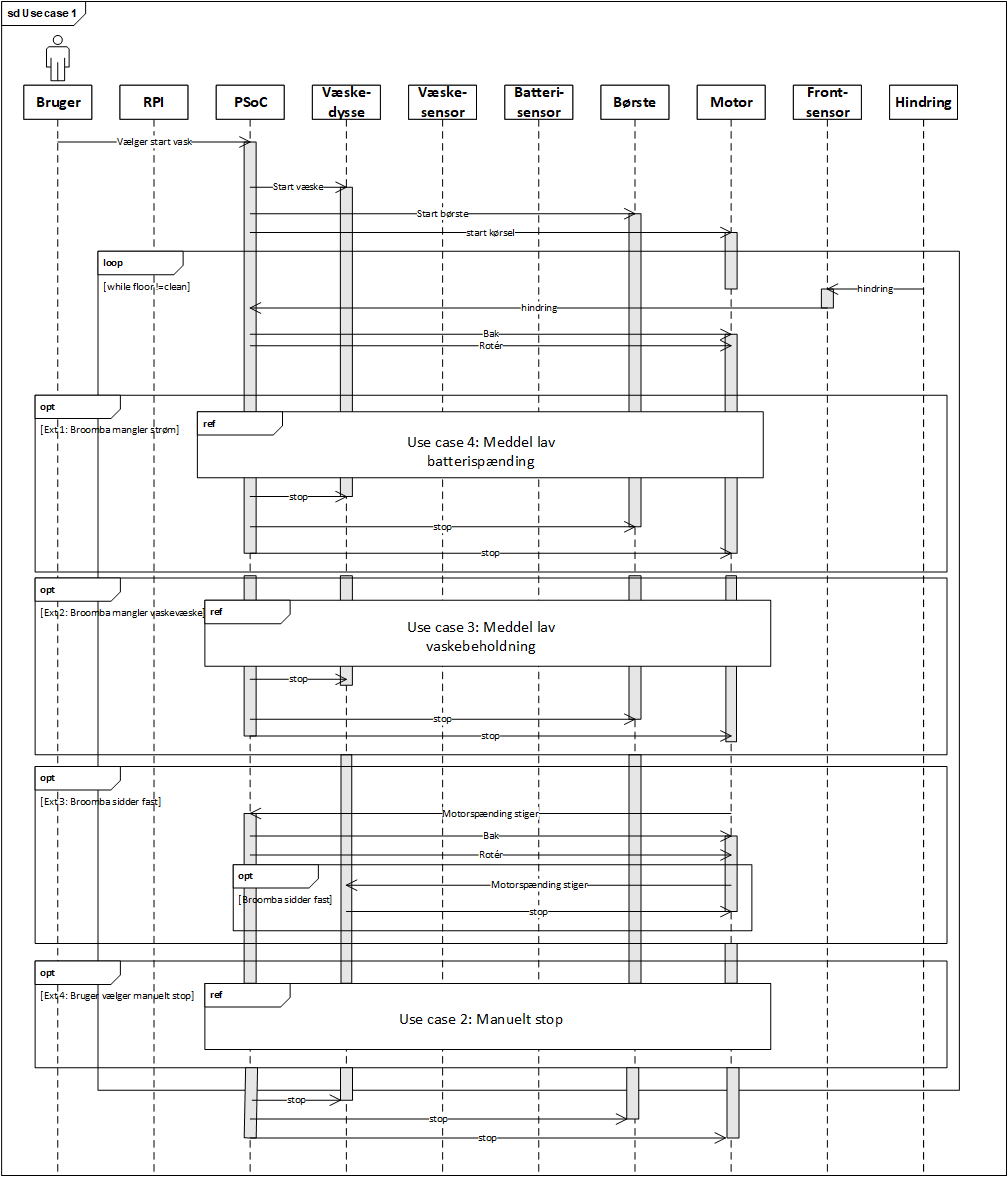 sd Use case 1
Bruger
RPI
PSoC
Væske-
dysse
Væske-
sensor
Batteri-
sensor
Børste
Motor
Front-
sensor
Hindring
Vælger start vask
Start væske
Start børste
start kørsel
loop
[while floor !=clean]
hindring
hindring
Bak
Rotér
opt
[Ext 1: Broomba mangler strøm]
ref
Use case 4: Meddel lav
batterispænding
stop
stop
stop
opt
[Ext 2: Broomba mangler vaskevæske]
ref
Use case 3: Meddel lav
vaskebeholdning
stop
stop
stop
opt
[Ext 3: Broomba sidder fast]
Motorspænding stiger
Bak
Rotér
opt
[Broomba sidder fast]
Motorspænding stiger
stop
opt
[Ext 4: Bruger vælger manuelt stop]
ref
Use case 2: Manuelt stop
stop
stop
stop